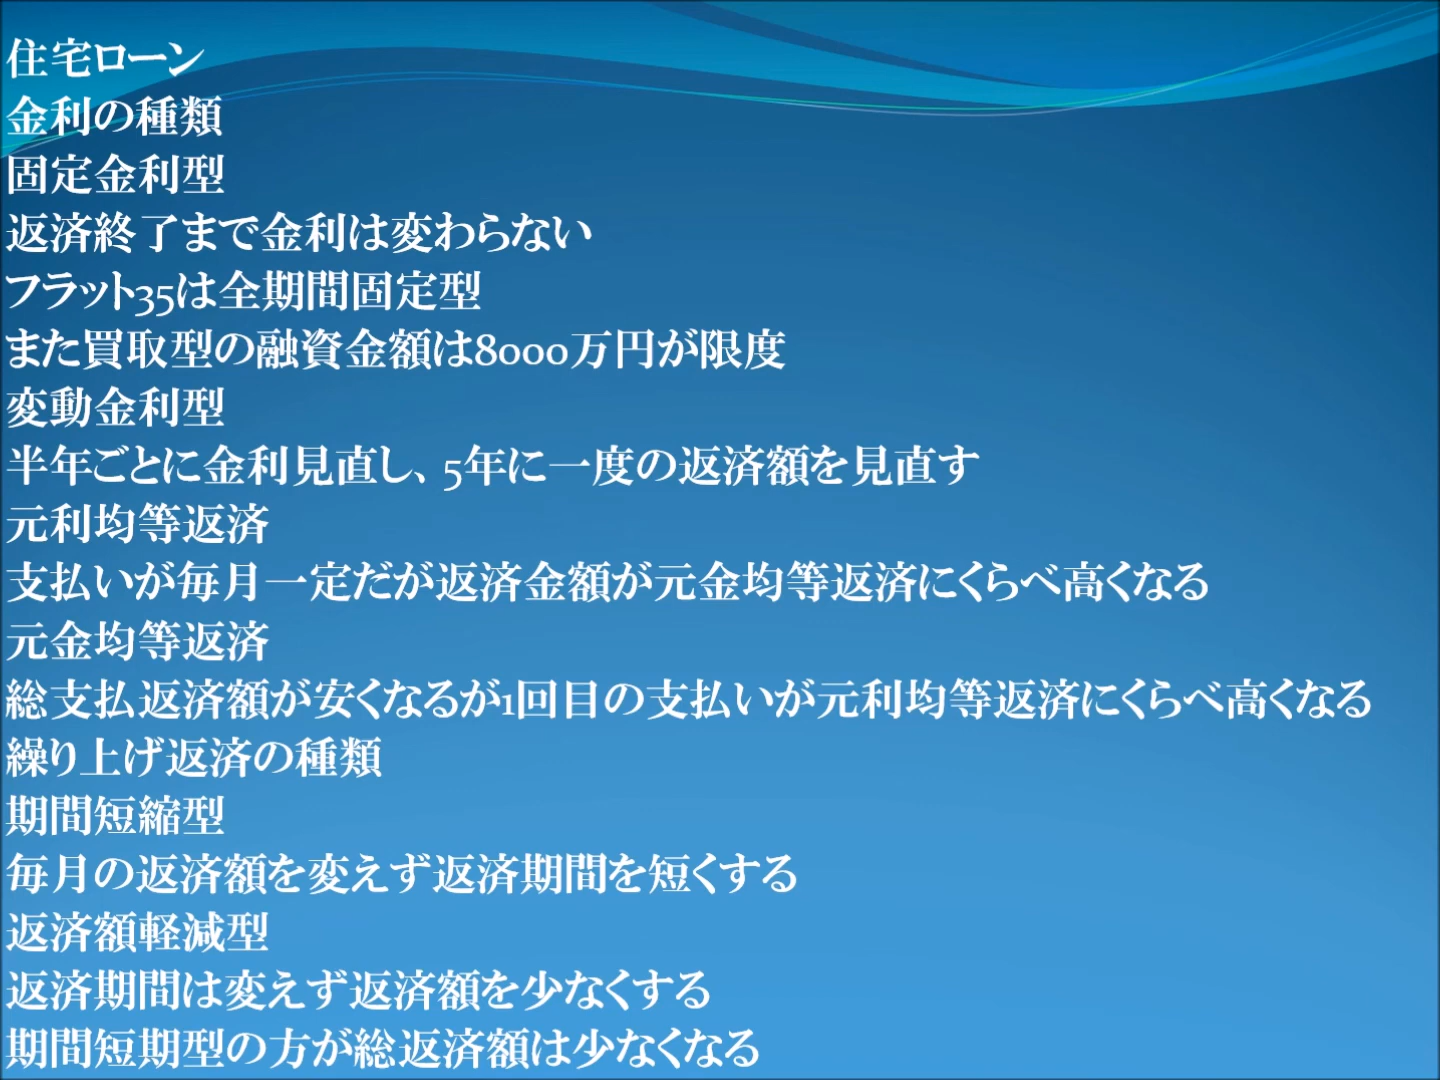 住宅ローン
金利の種類
固定金利型
返済終了まで金利は変わらない
フラット35は全期間固定型
また買取型の融資金額は8000万円が限度
変動金利型
半年ごとに金利見直し、5年に一度の返済額を見直す
元利均等返済
支払いが毎月一定だが返済金額が元金均等返済にくらべ高くなる
元金均等返済
総支払返済額が安くなるが1回目の支払いが元利均等返済にくらべ高くなる
繰り上げ返済の種類
期間短縮型
毎月の返済額を変えず返済期間を短くする
返済額軽減型
返済期間は変えず返済額を少なくする
期間短期型の方が総返済額は少なくなる